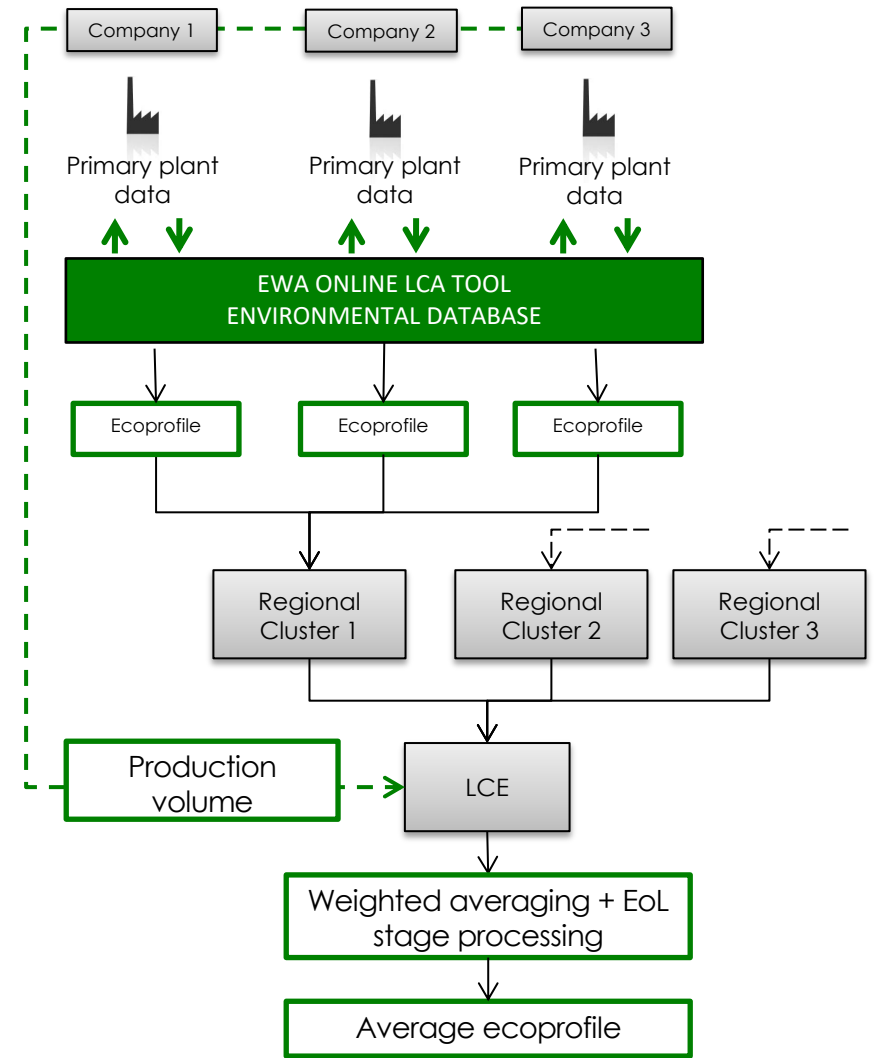 Company 1
Company 2
Company 3
Primary plant
data
Primary plant
data
Primary plant
data
EWA ONLINE LCA TOOL
ENVIRONMENTAL DATABASE
Ecoprofile
Ecoprofile
Ecoprofile
Regional
Cluster 1
Regional
Cluster 2
Regional
Cluster 3
Production
volume
LCE
Weighted averaging + EoL
stage processing
Average ecoprofile